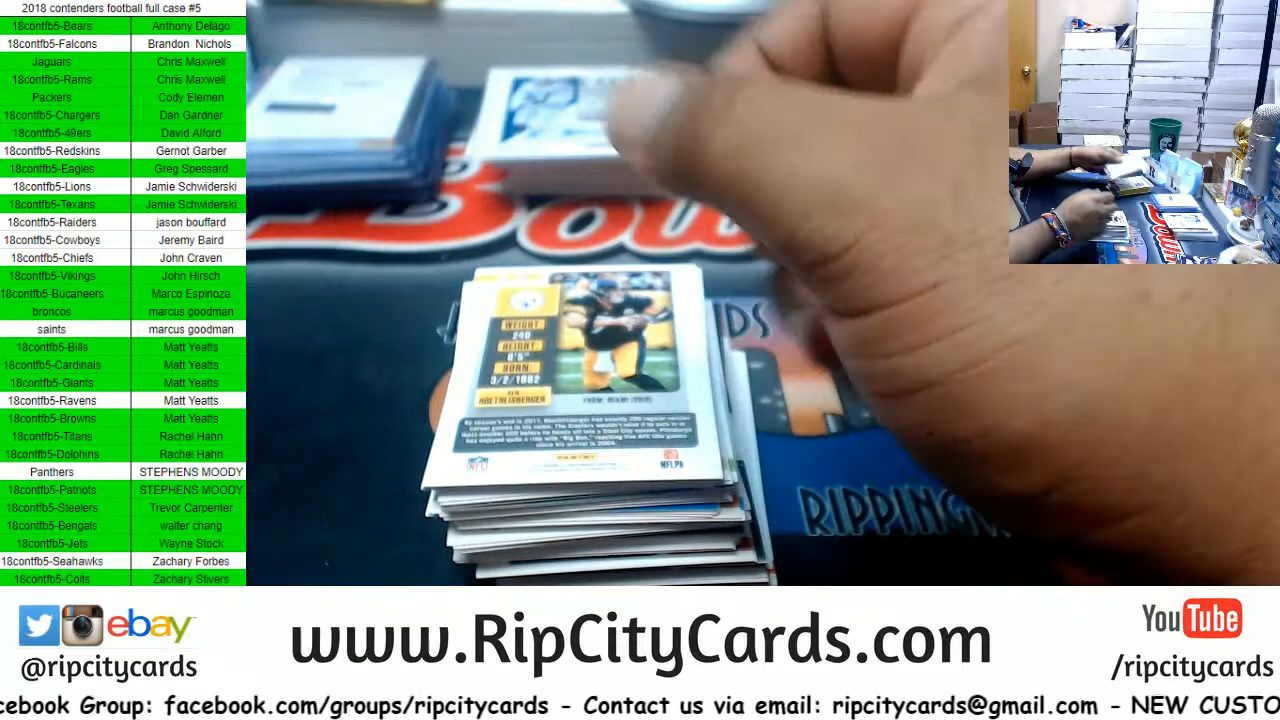 2018 contenders football full case #5
18contfb5-Bears Anthony Delago
18contfb5-Falcons Brandon Nichols
Jaguars Chris Maxwell
18contfb5-Rams Chris Maxwell
Packers Cody Elemen
18contfb5-Chargers Dan Gardner
18contfb5-49ers David Alford
18contfb5-Redskins Gernot Garber
18contfb5-Eagles Greg Spessard
18contfb5-Lions Jamie Schwiderski
18contfb5-Texans Jamie Schwiderski
18contfb5-Raiders jason bouffard
18contfb5-Cowboys Jeremy Baird
18contfb5-Chiefs John Craven
18contfb5-Vikings John Hirsch
18contfb5-Bucaneers Marco Espinoza
broncos marcus goodman
saints marcus goodman
18contfb5-Bills Matt Yeatts
18contfb5-Cardinals Matt Yeatts
18contfb5-Giants Matt Yeatts
18contfb5-Ravens Matt Yeatts
18contfb5-Browns Matt Yeatts
18contfb5-Titans Rachel Hahn
18contfb5-Dolphins Rachel Hahn
Panthers STEPHENS MOODY
18contfb5-Patriots STEPHENS MOODY
18contfb5-Steelers Trevor Carpenter
18contfb5-Bengals walter chang
18contfb5-Jets Wayne Stock
18contfb5-Seahawks Zachary Forbes
18contfb5-Colts Zachary Stivers
Bow
WEIGHT
240
HEIGHT
6'5"
BORN
3/2/1982
BEN
ROETHLISBERGER
PANINI
NFL
NFLPA
RDS
RIPPING
ebay
@ripcitycards
www.RipCityCards.com
YouTube
/ripcitycards
cebook Group: facebook.com/groups/ripcitycards - Contact us via email: ripcitycards@gmail.com - NEW CUSTO